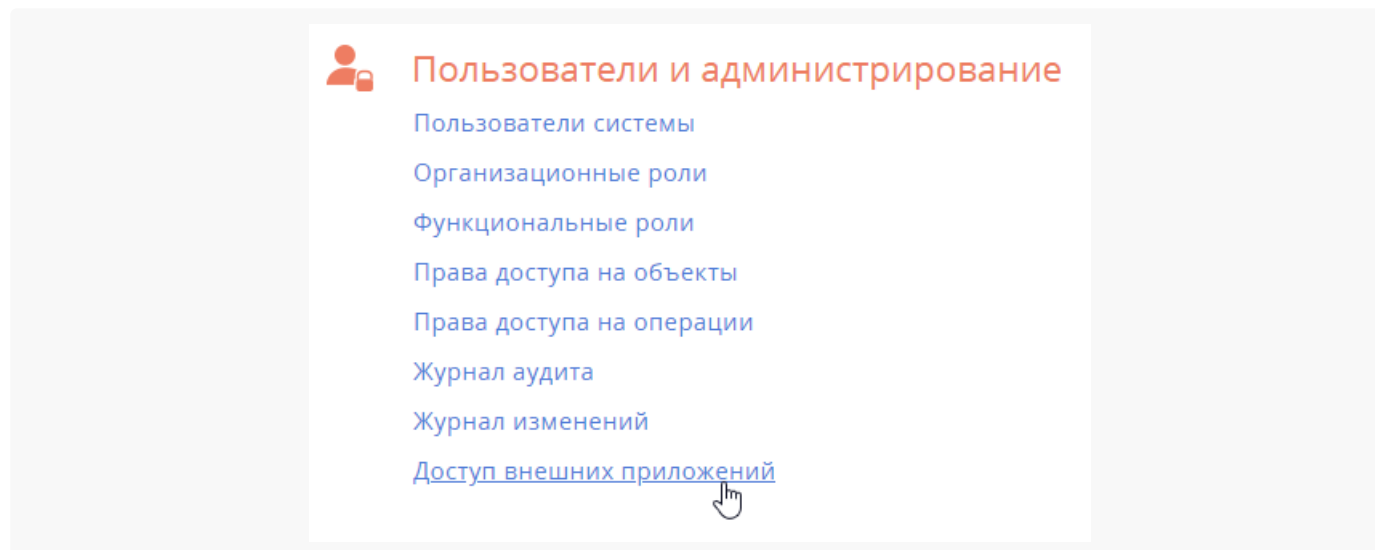 Пользователи и администрирование
Пользователи системы
Организационные роли
Функциональные роли
Права доступа на объекты
Права доступа на операции
Журнал аудита
Журнал изменений
Доступ внешних приложений